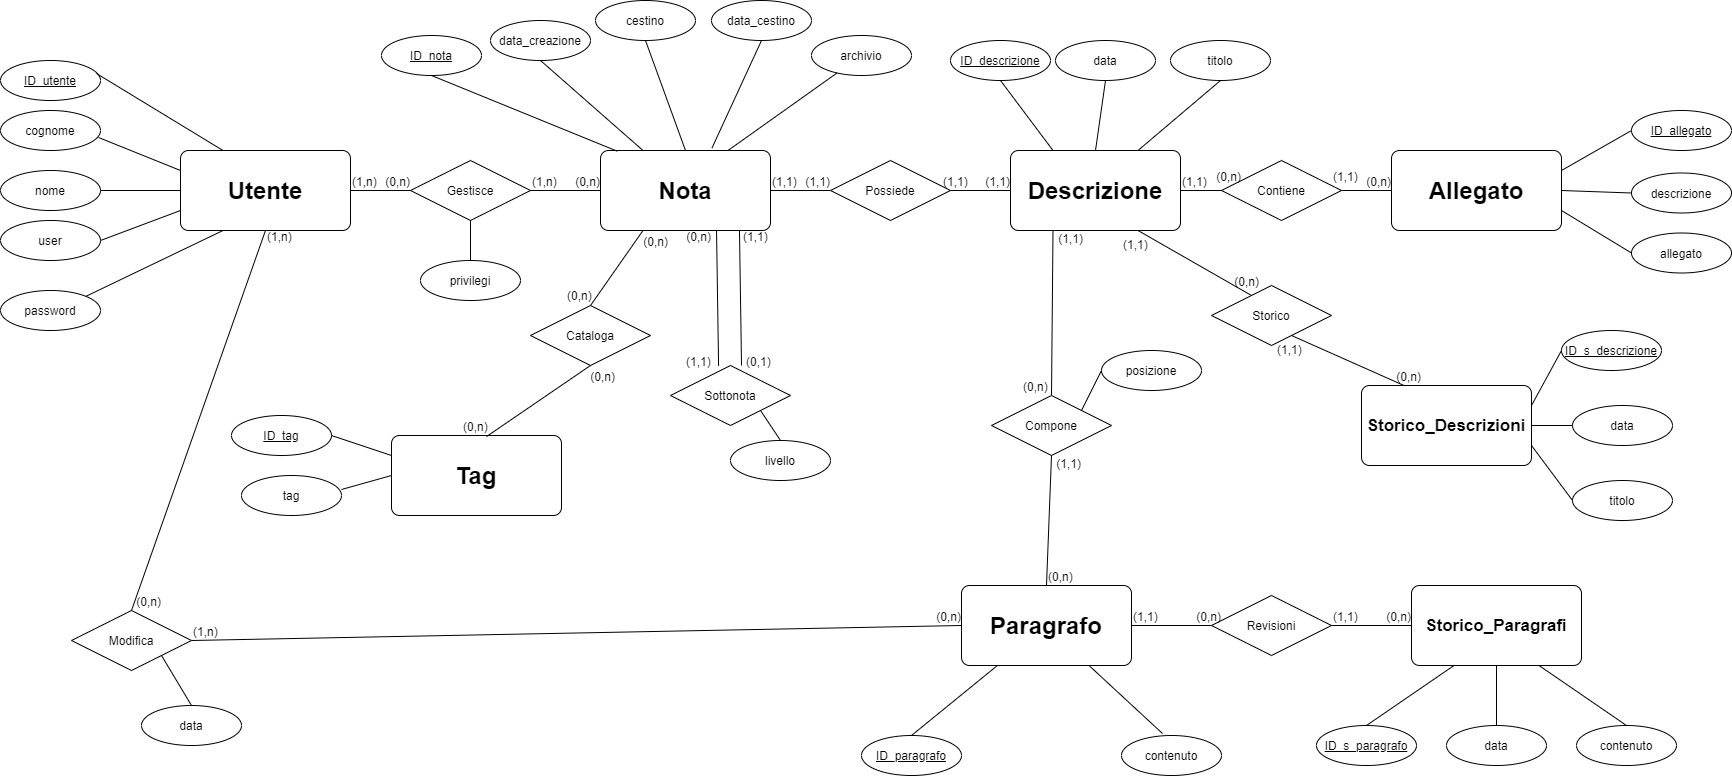 cestino
data_cestino
data_creazione
ID_nota
archivio
ID_descrizione
data
titolo
ID_utente
cognome
nome
user
password
Utente
(1,n)
(0,n)
Gestisce
(1,n)
(0,n)
privilegi
Nota
(1,1)
(1,1)
Possiede
(1,1)
(1,1)
Descrizione
(1,1)
(0,n)
Contiene
(1,1)
(0,n)
Allegato
ID_allegato
descrizione
allegato
(1,n)
(0,n)
(0,n)
(1,1)
(1,1)
(1,1)
(0,n)
Cataloga
(0,n)
(0,n)
Tag
ID_tag
tag
(1,1)
(0,1)
Sottonota
livello
(0,n)
Storico
(1,1)
(0,n)
Storico_Descrizioni
ID_s_descrizione
data
titolo
(0,n)
Compone
posizione
(1,1)
(0,n)
(0,n)
Modifica
(1,n)
data
(0,n)
Paragrafo
(1,1)
(0,n)
Revisioni
(1,1)
(0,n)
Storico_Paragrafi
ID_paragrafo
contenuto
ID_s_paragrafo
data
contenuto